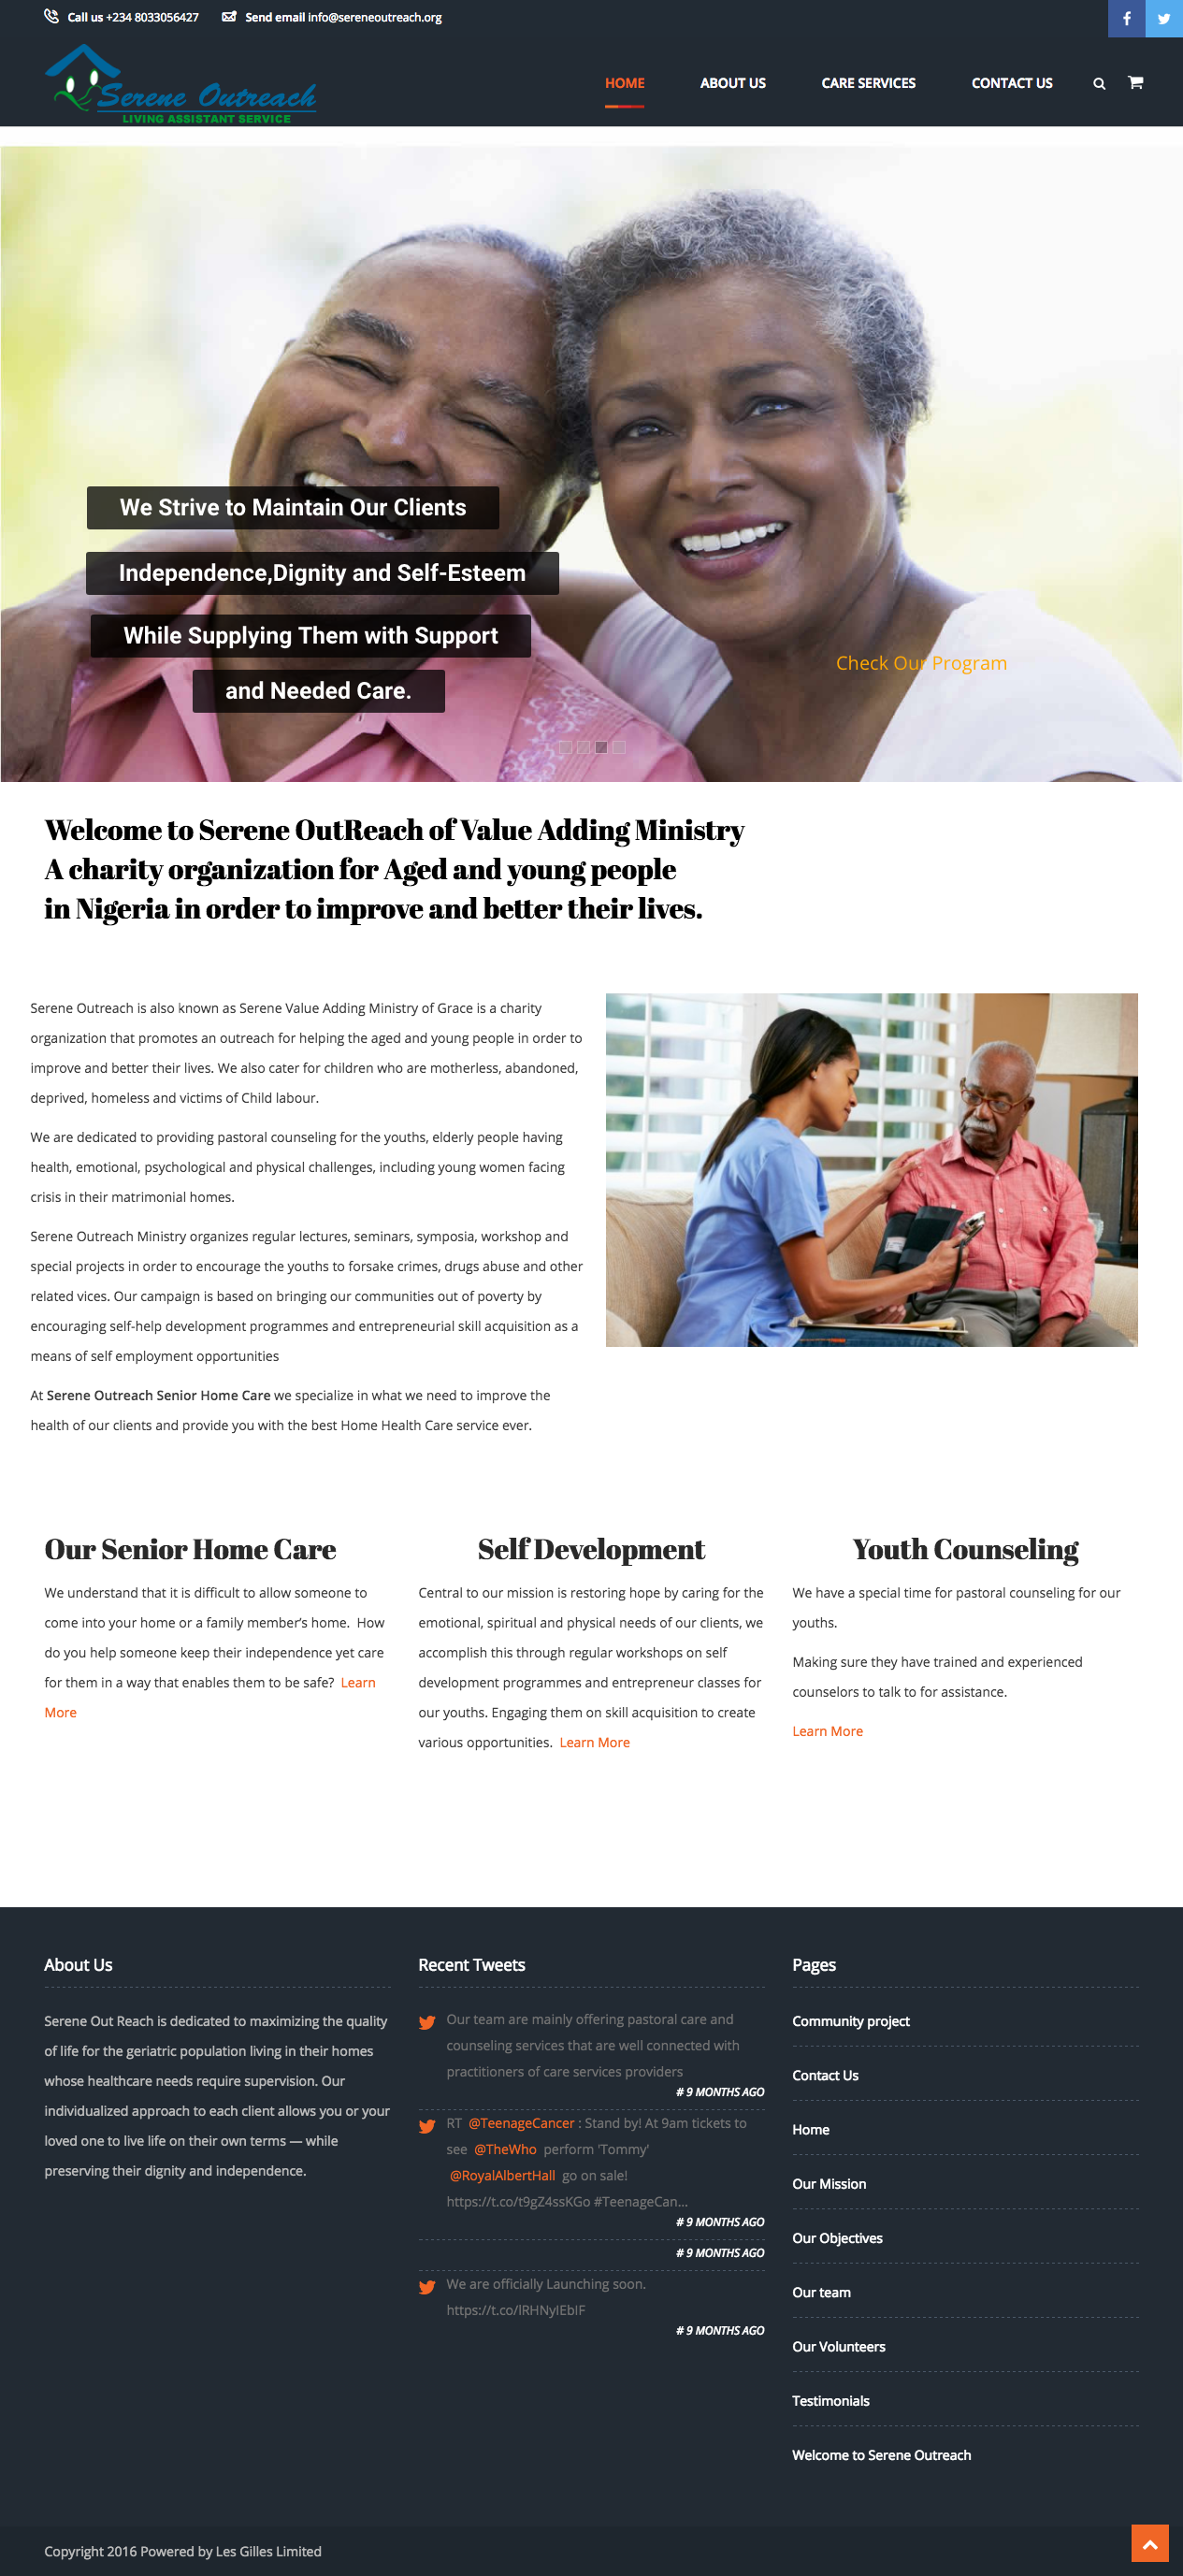 Call us +234 8033056427 Send email info@sereneoutreach.org
Serene Outreach
LIVING ASSISTANT SERVICE
HOME ABOUT US CARE SERVICES CONTACT US
We Strive to Maintain Our Clients
Independence,Dignity and Self-Esteem
While Supplying Them with Support
and Needed Care.
Check Our Program
Welcome to Serene OutReach of Value Adding Ministry
A charity organization for Aged and young people
in Nigeria in order to improve and better their lives.
Serene Outreach is also known as Serene Value Adding Ministry of Grace is a charity
organization that promotes an outreach for helping the aged and young people in order to
improve and better their lives. We also cater for children who are motherless, abandoned,
deprived, homeless and victims of Child labour.
We are dedicated to providing pastoral counseling for the youths, elderly people having
health, emotional, psychological and physical challenges, including young women facing
crisis in their matrimonial homes.
Serene Outreach Ministry organizes regular lectures, seminars, symposia, workshop and
special projects in order to encourage the youths to forsake crimes, drugs abuse and other
related vices. Our campaign is based on bringing our communities out of poverty by
encouraging self-help development programmes and entrepreneurial skill acquisition as a
means of self employment opportunities
At Serene Outreach Senior Home Care we specialize in what we need to improve the
health of our clients and provide you with the best Home Health Care service ever.
Our Senior Home Care
We understand that it is difficult to allow someone to
come into your home or a family member's home. How
do you help someone keep their independence yet care
for them in a way that enables them to be safe? Learn
More
Self Development
Central to our mission is restoring hope by caring for the
emotional, spiritual and physical needs of our clients, we
accomplish this through regular workshops on self
development programmes and entrepreneur classes for
our youths. Engaging them on skill acquisition to create
various opportunities. Learn More
Youth Counseling
We have a special time for pastoral counseling for our
youths.
Making sure they have trained and experienced
counselors to talk to for assistance.
Learn More
About Us
Serene Out Reach is dedicated to maximizing the quality
of life for the geriatric population living in their homes
whose healthcare needs require supervision. Our
individualized approach to each client allows you or your
loved one to live life on their own terms — while
preserving their dignity and independence.
Recent Tweets
Our team are mainly offering pastoral care and
counseling services that are well connected with
practitioners of care services providers
# 9 MONTHS AGO
RT @TeenageCancer : Stand by! At 9am tickets to
see @TheWho perform 'Tommy'
@RoyalAlbertHall go on sale!
https://t.co/t9gZ4ssKGo #TeenageCan…
# 9 MONTHS AGO
# 9 MONTHS AGO
We are officially Launching soon.
https://t.co/lRHNyIEbIF
# 9 MONTHS AGO
Pages
Community project
Contact Us
Home
Our Mission
Our Objectives
Our team
Our Volunteers
Testimonials
Welcome to Serene Outreach
Copyright 2016 Powered by Les Gilles Limited